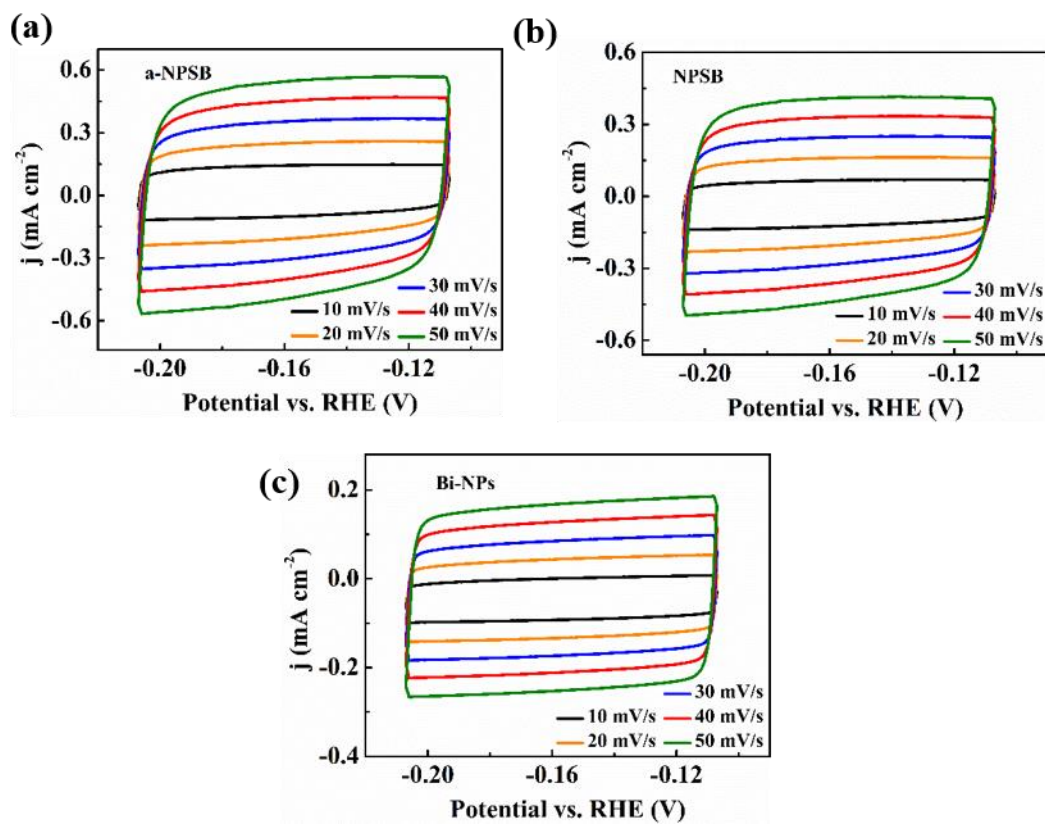 (a)
a-NPSB
0.6
0.3
0.0
-0.3
-0.6
j (mA cm-2)
10 mV/s
20 mV/s
30 mV/s
40 mV/s
50 mV/s
-0.20
-0.16
-0.12
Potential vs. RHE (V)
(b)
NPSB
0.6
0.3
0.0
-0.3
-0.6
j (mA cm-2)
10 mV/s
20 mV/s
30 mV/s
40 mV/s
50 mV/s
-0.20
-0.16
-0.12
Potential vs. RHE (V)
(c)
Bi-NPs
0.2
0.0
-0.2
-0.4
j (mA cm-2)
10 mV/s
20 mV/s
30 mV/s
40 mV/s
50 mV/s
-0.20
-0.16
-0.12
Potential vs. RHE (V)